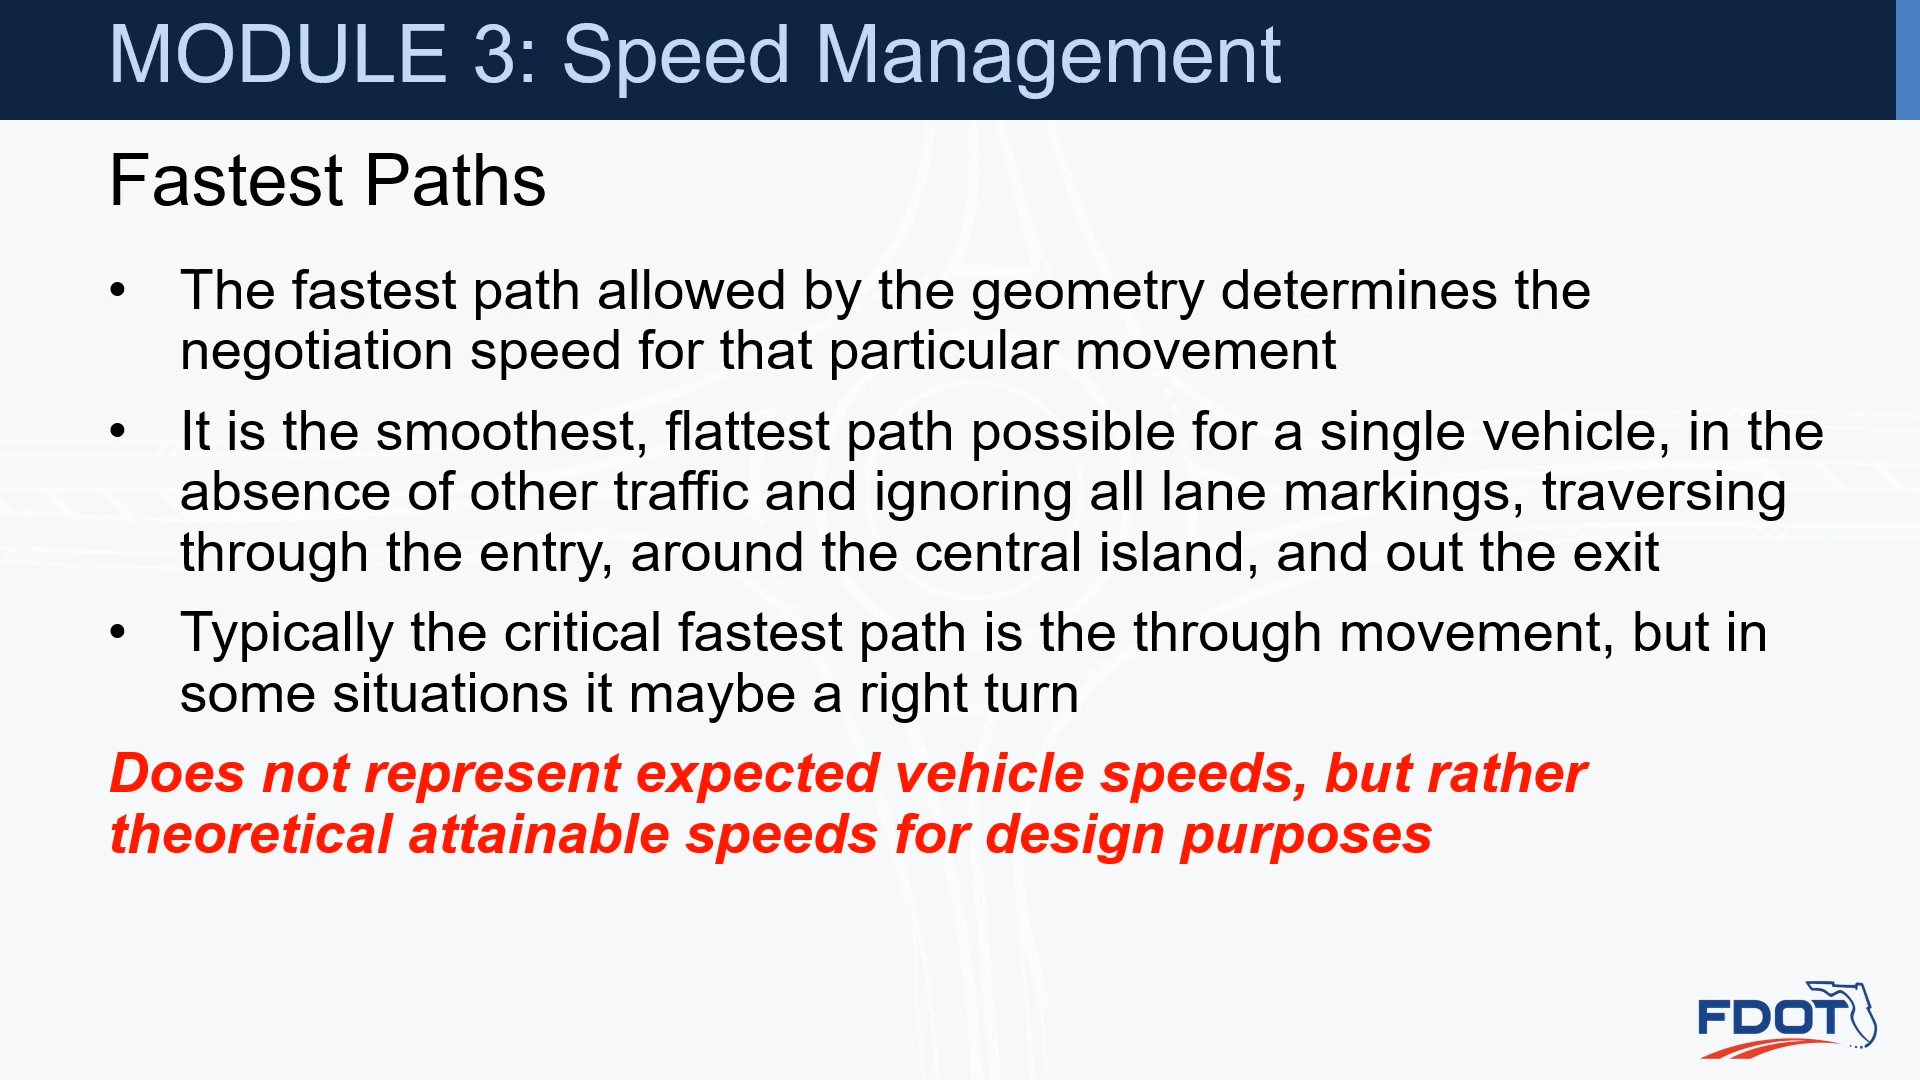 MODULE 3: Speed Management
Fastest Paths
• The fastest path allowed by the geometry determines the
negotiation speed for that particular movement
• It is the smoothest, flattest path possible for a single vehicle, in the
absence of other traffic and ignoring all lane markings, traversing
through the entry, around the central island, and out the exit
• Typically the critical fastest path is the through movement, but in
some situations it maybe a right turn
Does not represent expected vehicle speeds, but rather
theoretical attainable speeds for design purposes
FDOT